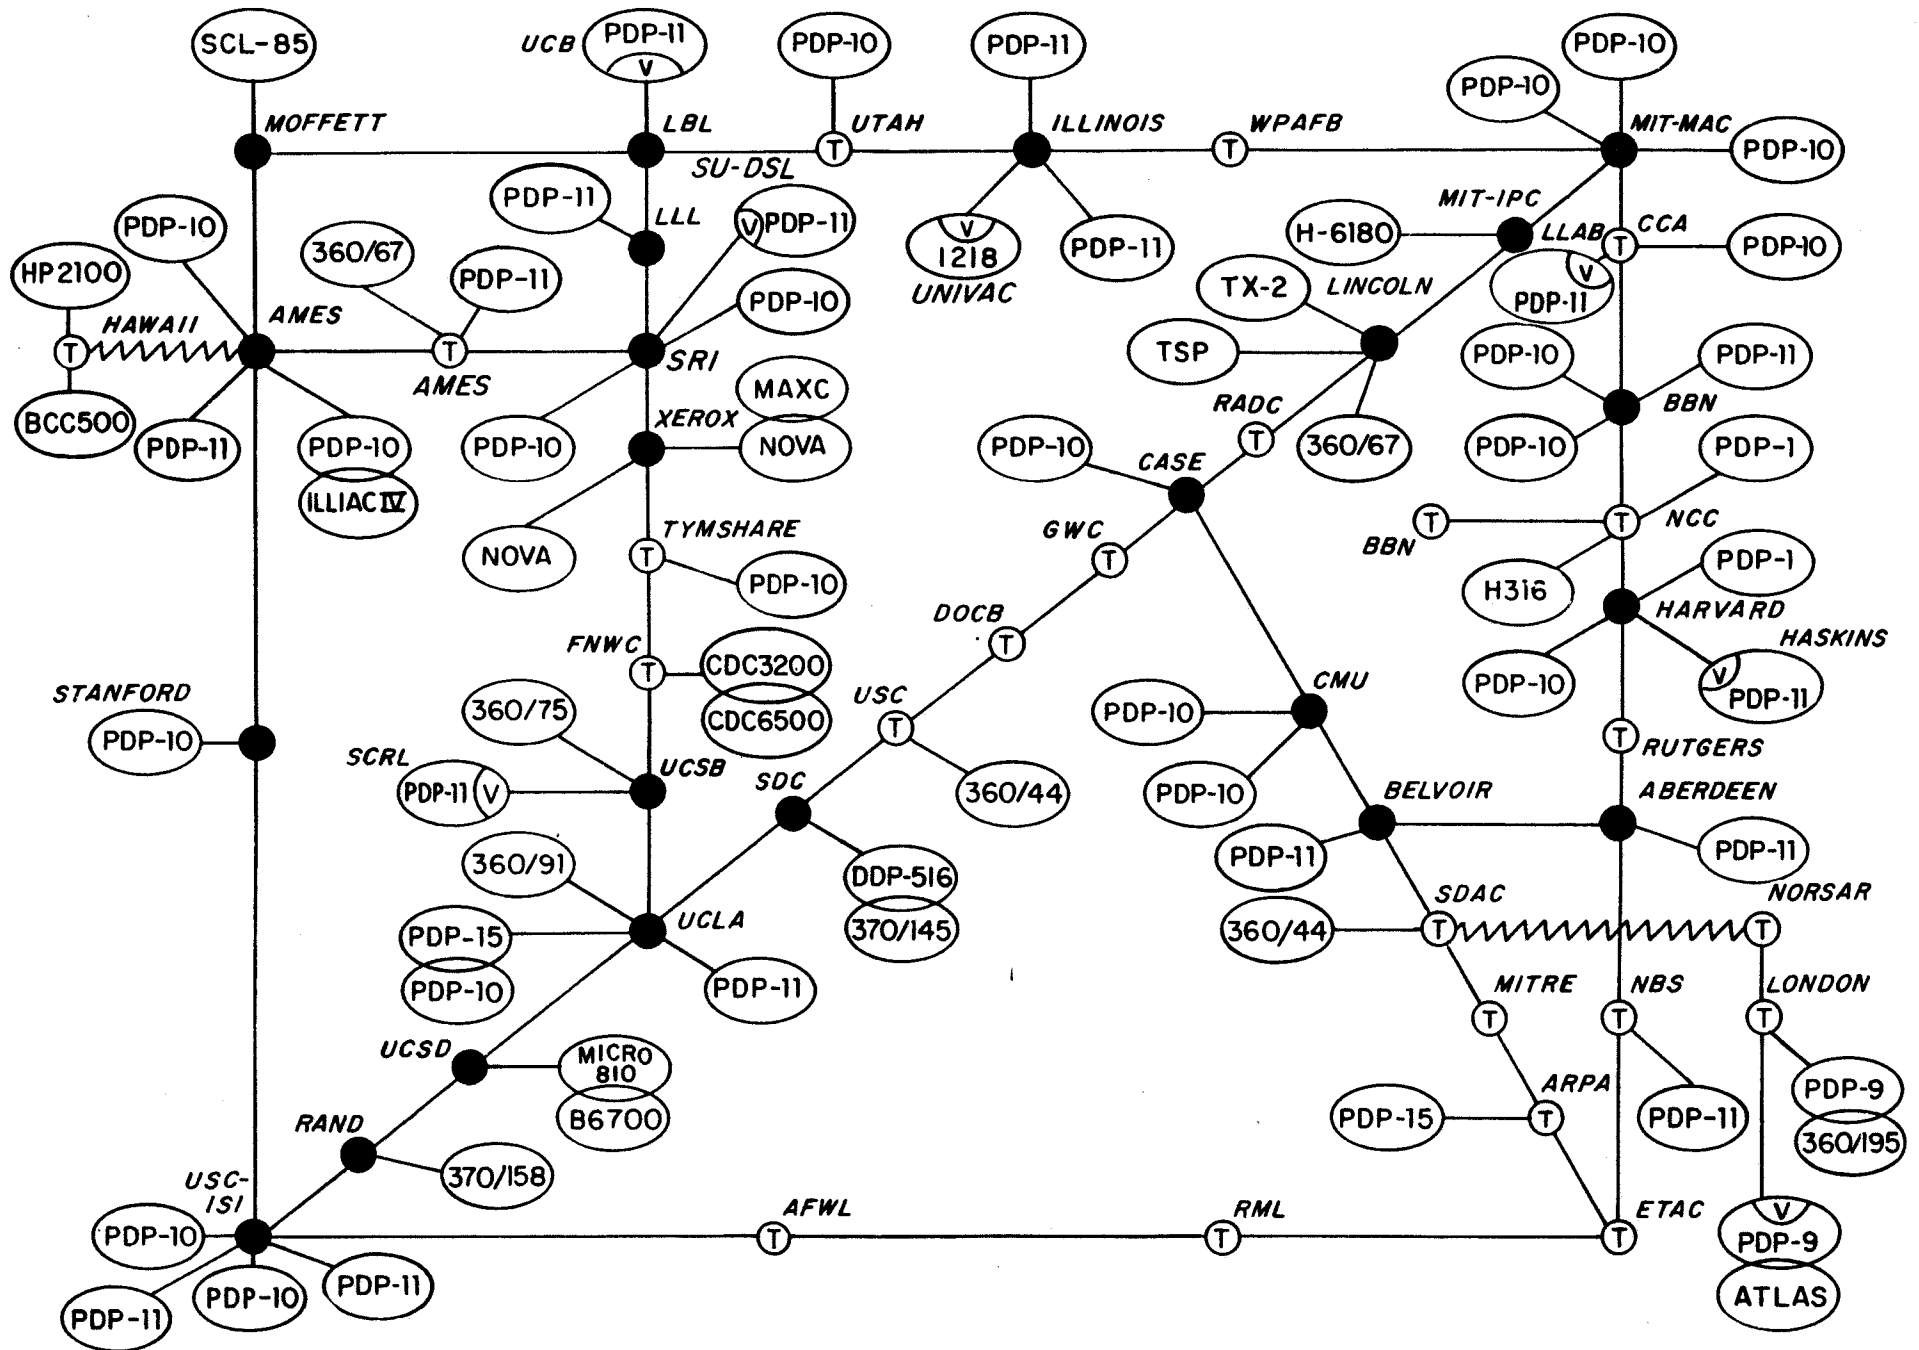 SCL-85
UCB
PDP-11
V
PDP-10
PDP-11
PDP-10
PDP-10
MOFFETT
LBL
UTAH
ILLINOIS
WPAFB
MIT-MAC
T
T
PDP-10
SU-DSL
PDP-11
LLL
V
PDP-11
MIT-IPC
H-6180
LLAB
CCA
T
PDP-10
V
PDP-11
V
1218
UNIVAC
PDP-11
PDP-10
360/67
PDP-11
HP2100
HAWAII
T
AMES
T
AMES
PDP-10
SRI
TX-2
LINCOLN
TSP
360/67
BCC500
PDP-11
PDP-10
ILLIAC IV
PDP-10
XEROX
MAXC
NOVA
NOVA
RADC
T
PDP-10
CASE
PDP-10
PDP-11
BBN
PDP-10
PDP-1
T
BBN
T
NCC
H316
PDP-1
HARVARD
PDP-10
HASKINS
V
PDP-11
TYMSHARE
T
PDP-10
GWC
T
DOCB
T
FNWC
T
CDC3200
CDC6500
USC
T
360/44
CMU
PDP-10
PDP-10
STANFORD
PDP-10
360/75
SCRL
PDP-11
V
UCSB
SDC
DDP-516
370/145
T
RUTGERS
BELVOIR
PDP-11
ABERDEEN
PDP-11
360/91
PDP-15
PDP-10
UCLA
PDP-11
SDAC
360/44
T
NORSAR
T
MITRE
T
NBS
T
PDP-11
LONDON
T
PDP-9
360/195
UCSD
MICRO
810
B6700
ARPA
PDP-15
T
RAND
370/158
USC-
ISI
PDP-10
PDP-11
PDP-10
PDP-11
AFWL
T
RML
T
ETAC
T
V
PDP-9
ATLAS